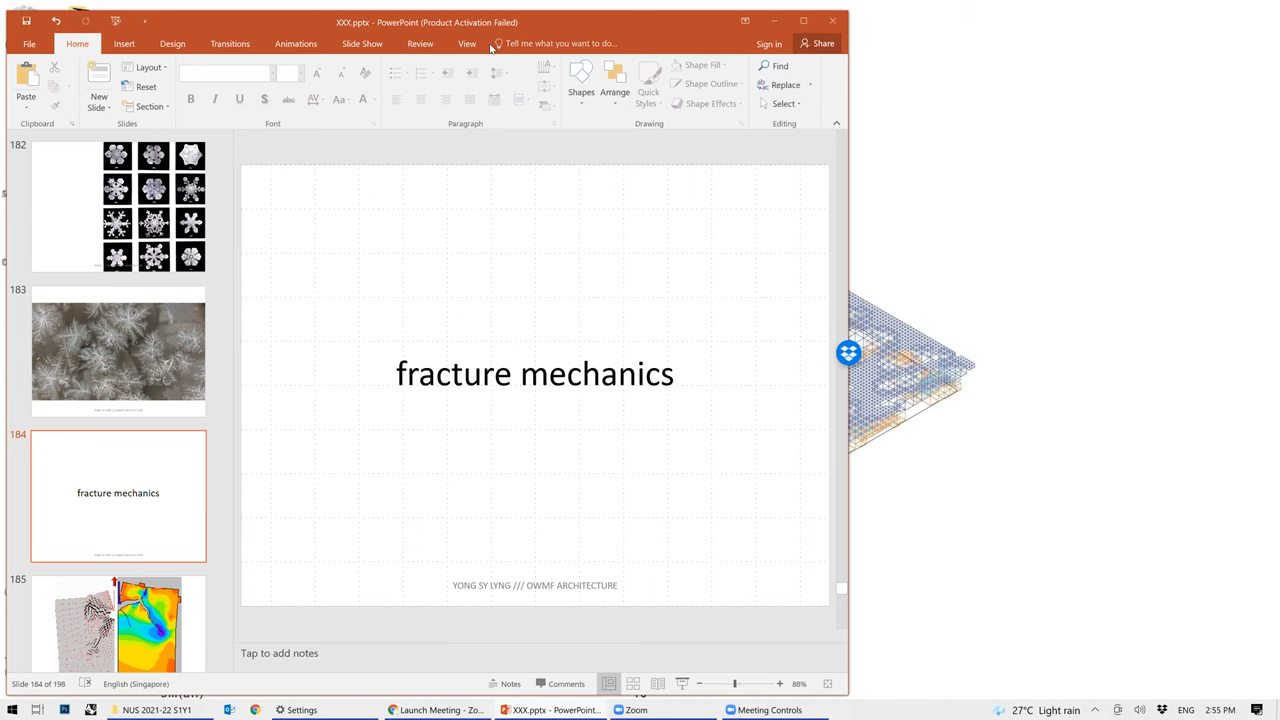 XXX.pptx - PowerPoint (Product Activation Failed)
File Home Insert Design Transitions Animations Slide Show Review View Tell me what you want to do... Sign in Share
Paste
Clipboard
New Slide
Layout
Reset
Section
Slides
B I U S abc AV Aa A
Font
Paragraph
Shapes
Arrange
Quick Styles
Shape Fill
Shape Outline
Shape Effects
Drawing
Find
Replace
Select
Editing
182
183
184
fracture mechanics
185
fracture mechanics
YONG SY LYNG /// OWMF ARCHITECTURE
Tap to add notes
Slide 184 of 198 English (Singapore) Notes Comments 88%
NUS 2021-22 S1Y1 Settings Launch Meeting - Zo... XXX.pptx - PowerPoi... Zoom Meeting Controls 27°C Light rain ENG 2:55 PM